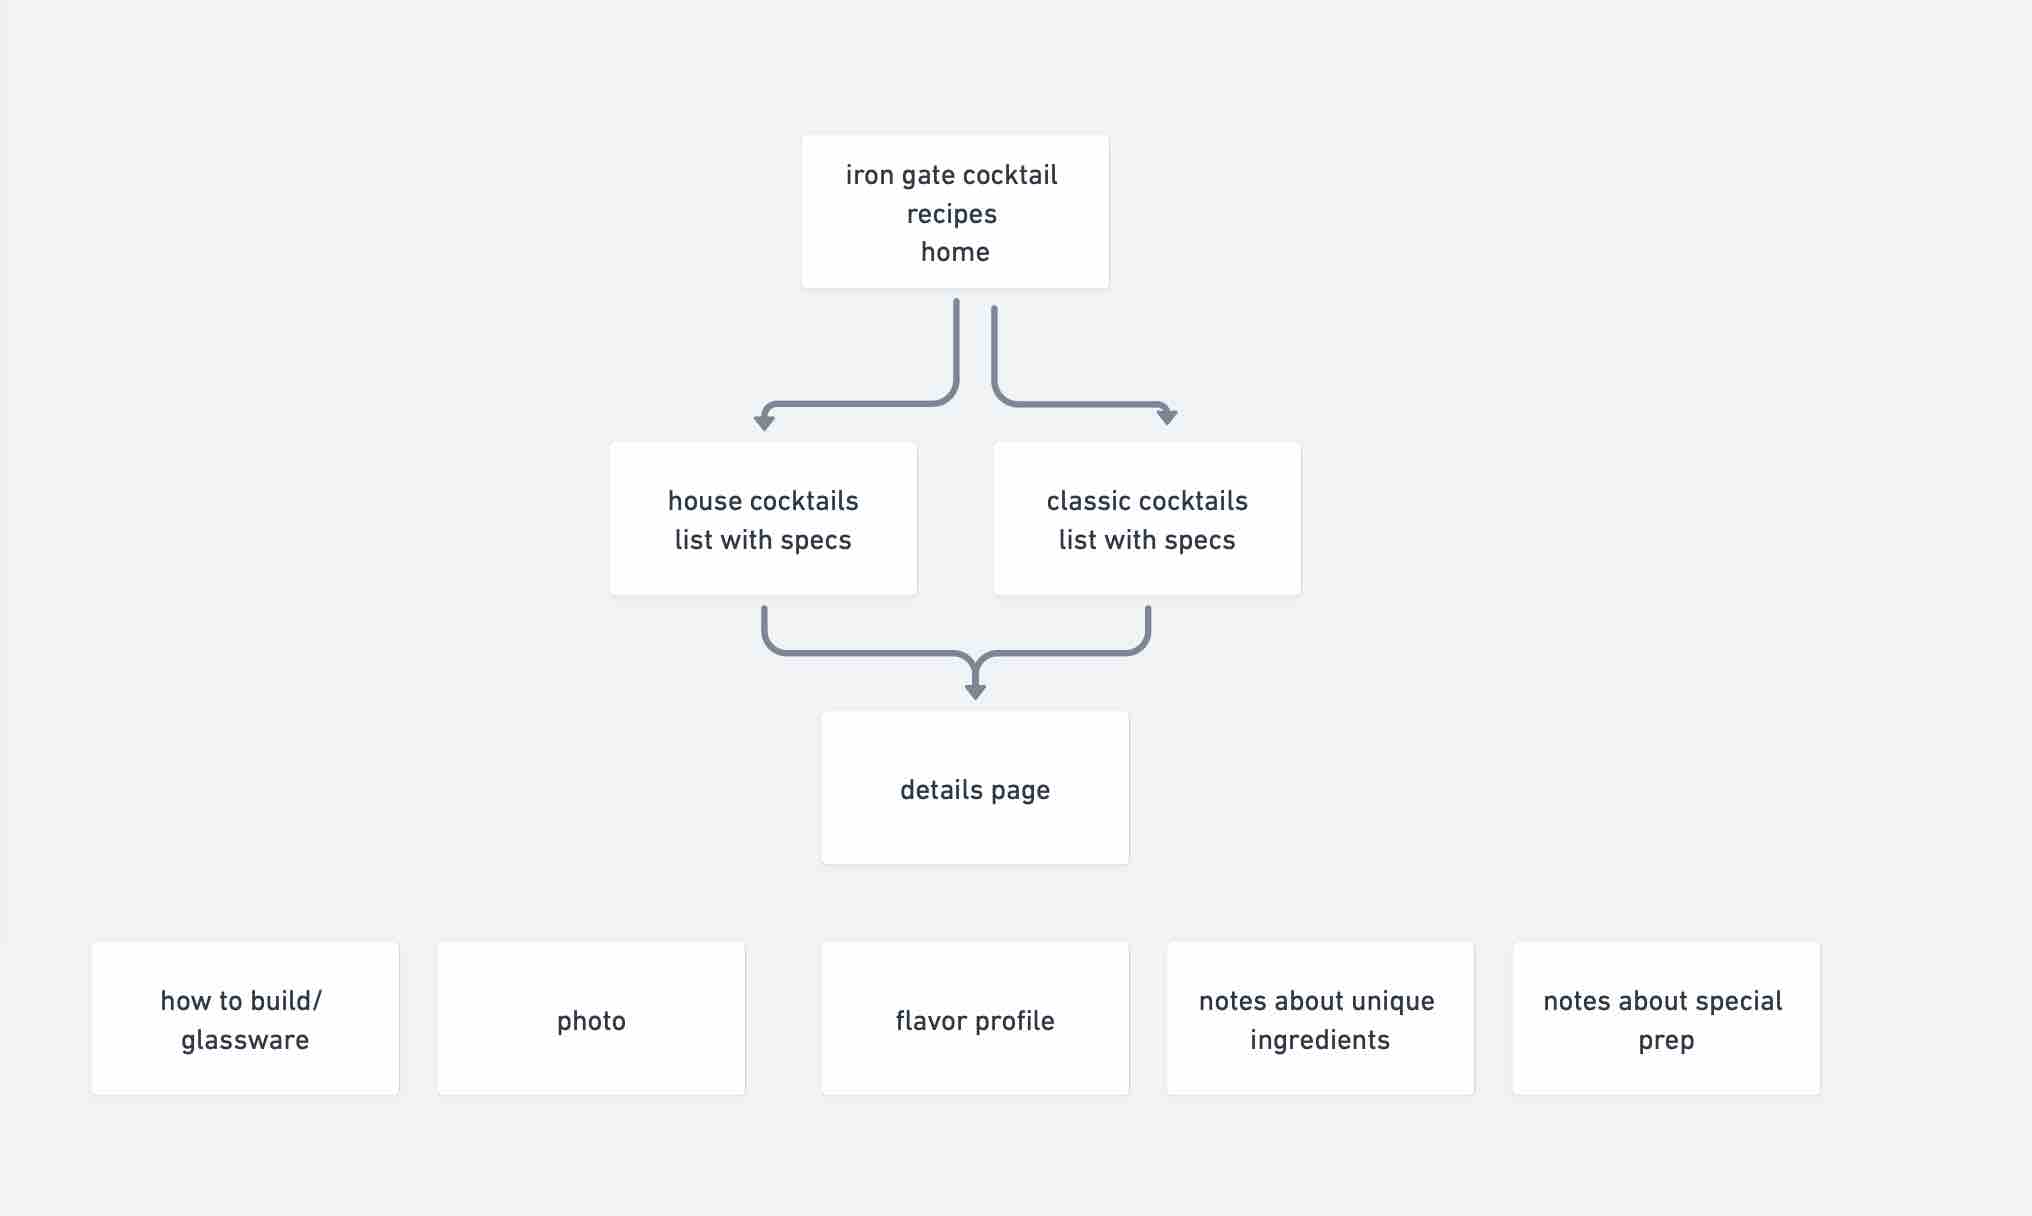 iron gate cocktail
recipes
home
house cocktails
list with specs
classic cocktails
list with specs
details page
how to build/
glassware
photo
flavor profile
notes about unique
ingredients
notes about special
prep